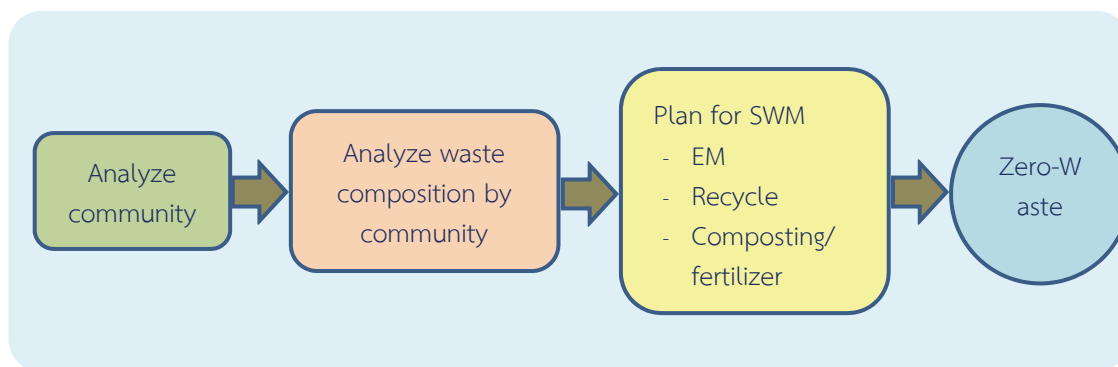 Analyze
community
Analyze waste
composition by
community
Plan for SWM
- EM
- Recycle
- Composting/
fertilizer
Zero-W
aste